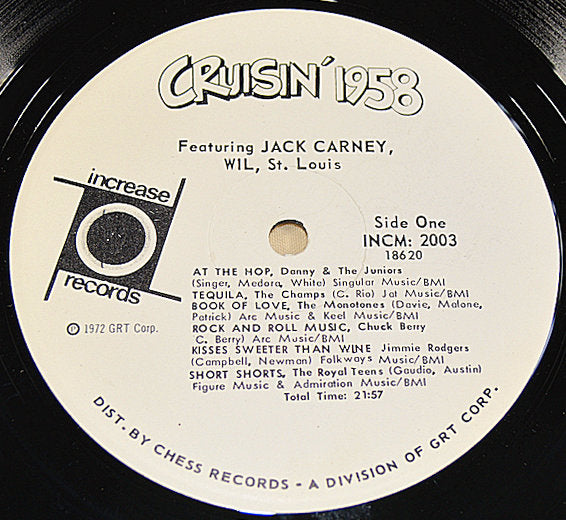 CRUISIN' 1958
Featuring JACK CARNEY,
WIL, St. Louis
increase
records
Side One
INCM: 2003
18620
℗ 1972 GRT Corp.
AT THE HOP, Danny & The Juniors
(Singer, Medora, White) Singular Music/BMI
TEQUILA, The Champs (C. Rio) Jat Music/BMI
BOOK OF LOVE, The Monotones (Davie, Malone,
Patrick) Arc Music & Keel Music/BMI
ROCK AND ROLL MUSIC, Chuck Berry
C. Berry) Arc Music/BMI
KISSES SWEETER THAN WINE Jimmie Rodgers
(Campbell, Newman) Folkways Music/BMI
SHORT SHORTS, The Royal Teens (Gaudio, Austin)
Figure Music & Admiration Music/BMI
Total Time: 21:57
DIST. BY CHESS RECORDS - A DIVISION OF GRT CORP.